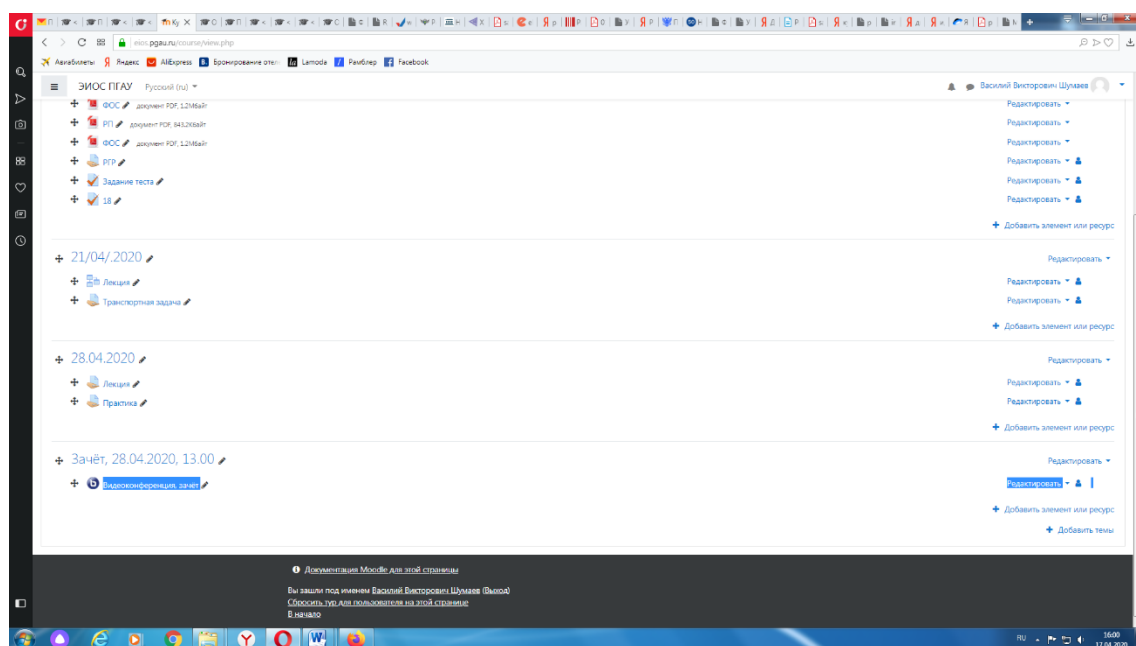 eios.pgau.ru/course/view.php
Авиабилеты Яндекс AliExpress Бронирование отел Lamoda Рамблер Facebook
ЭИОС ПГАУ Русский (ru) Василий Викторович Шумаев
ФОС документ PDF, 1.2Мбайт Редактировать
РП документ PDF, 843.2Кбайт Редактировать
ФОС документ PDF, 1.2Мбайт Редактировать
РГР Редактировать
Задание теста Редактировать
18 Редактировать
+ Добавить элемент или ресурс
21/04/.2020 Редактировать
Лекция Редактировать
Транспортная задача Редактировать
+ Добавить элемент или ресурс
28.04.2020 Редактировать
Лекция Редактировать
Практика Редактировать
+ Добавить элемент или ресурс
Зачёт, 28.04.2020, 13.00 Редактировать
Видеоконференция, зачёт Редактировать
+ Добавить элемент или ресурс
+ Добавить темы
Документация Moodle для этой страницы
Вы зашли под именем Василий Викторович Шумаев (Выход)
Сбросить тур для пользователя на этой странице
В начало
RU 16:00
17.04.2020